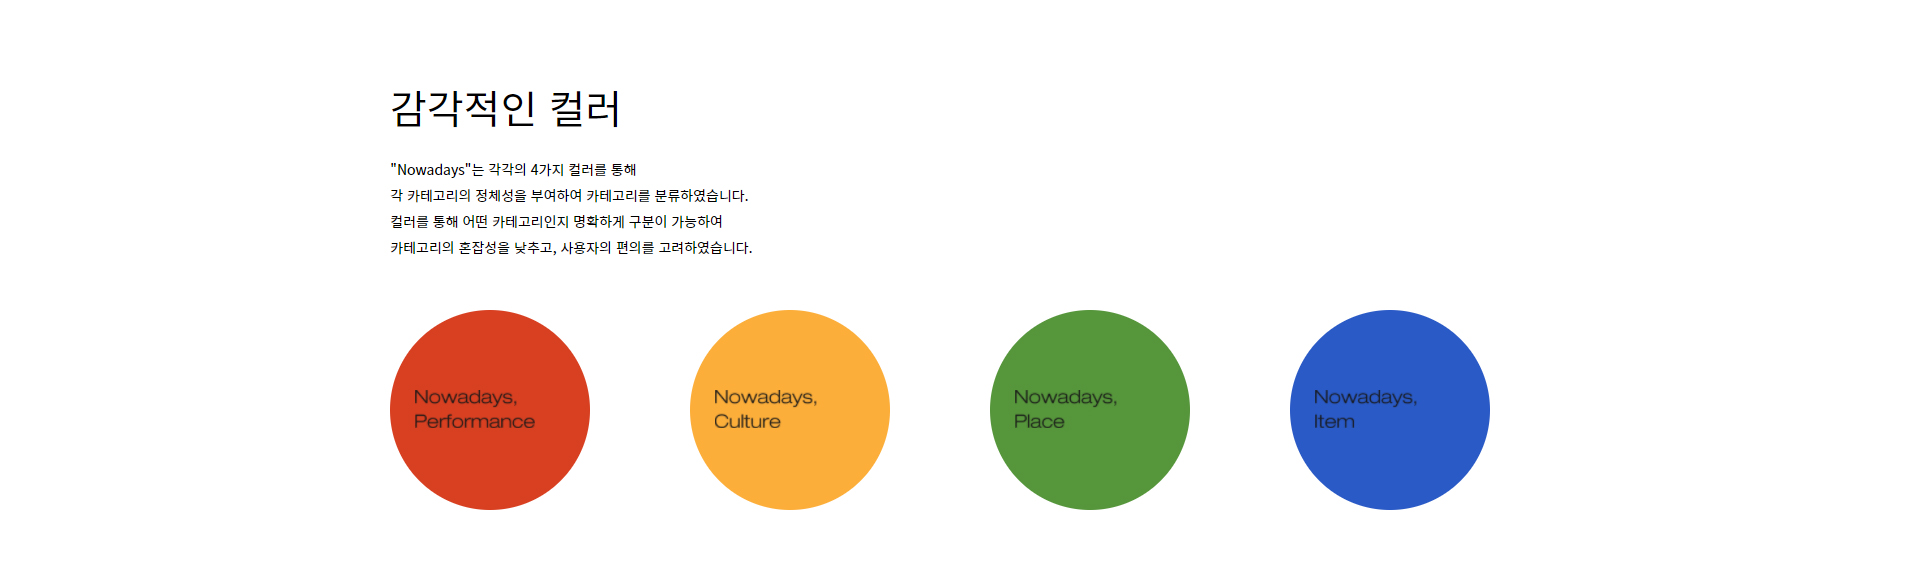 감각적인 컬러
"Nowadays"는 각각의 4가지 컬러를 통해
각 카테고리의 정체성을 부여하여 카테고리를 분류하였습니다.
컬러를 통해 어떤 카테고리인지 명확하게 구분이 가능하여
카테고리의 혼잡성을 낮추고, 사용자의 편의를 고려하였습니다.
Nowadays,
Performance
Nowadays,
Culture
Nowadays,
Place
Nowadays,
Item